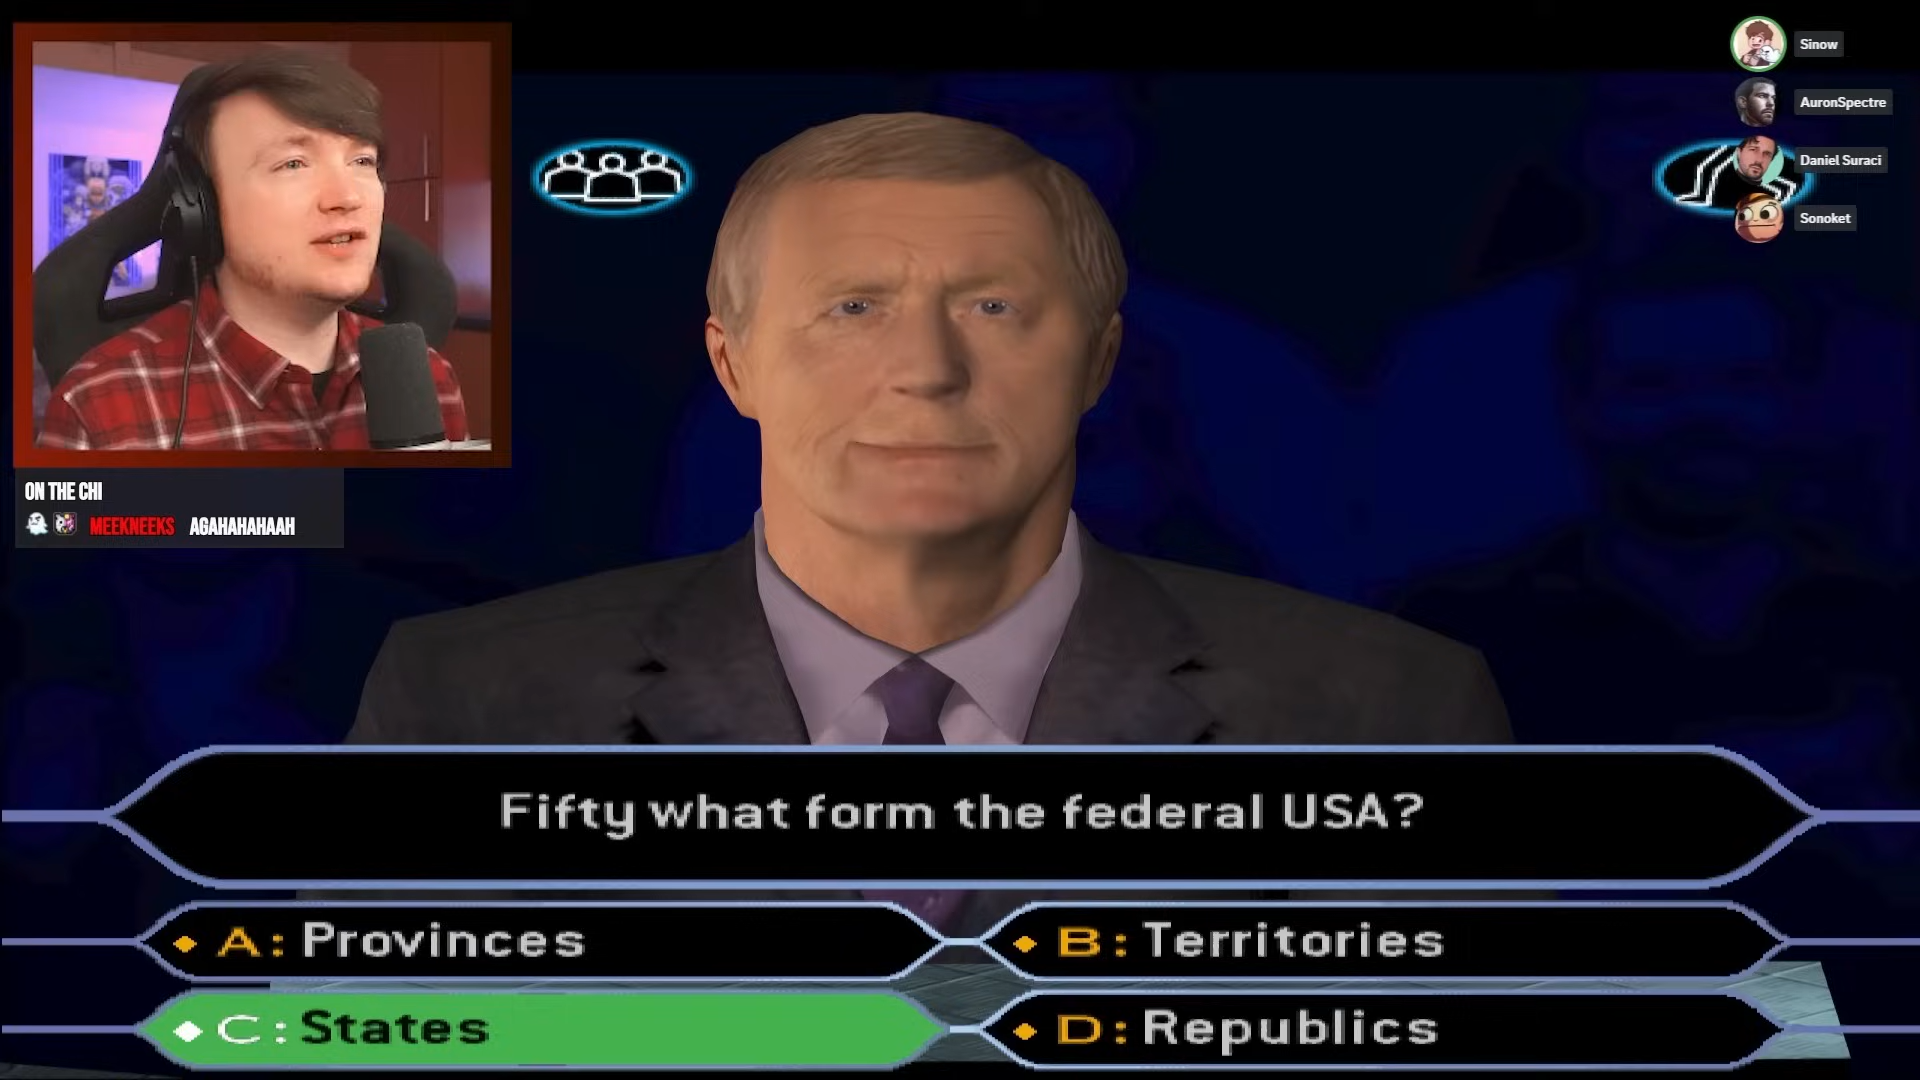 Sinow
AuronSpectre
Daniel Suraci
Sonoket
ON THE CHI
MEEKNEEKS AGAHAHAHAAH
Fifty what form the federal USA?
A: Provinces
B: Territories
C: States
D: Republics